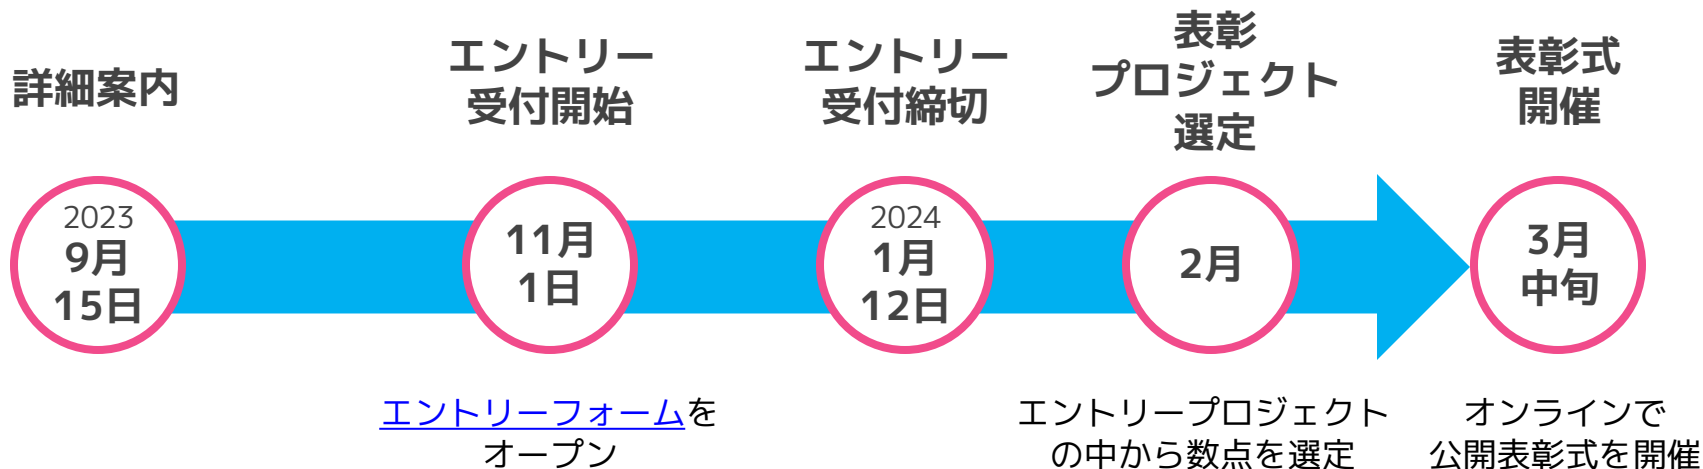 詳細案内
エントリー
受付開始
エントリー
受付締切
表彰
プロジェクト
選定
表彰式
開催
2023
9月
15日
11月
1日
2024
1月
12日
2月
3月
中旬
エントリーフォームを
オープン
エントリープロジェクト
の中から数点を選定
オンラインで
公開表彰式を開催